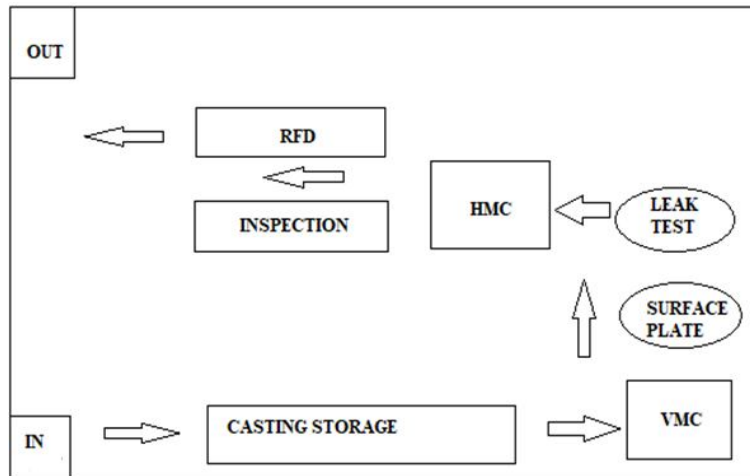 OUT
RFD
INSPECTION
HMC
LEAK
TEST
SURFACE
PLATE
IN
CASTING STORAGE
VMC